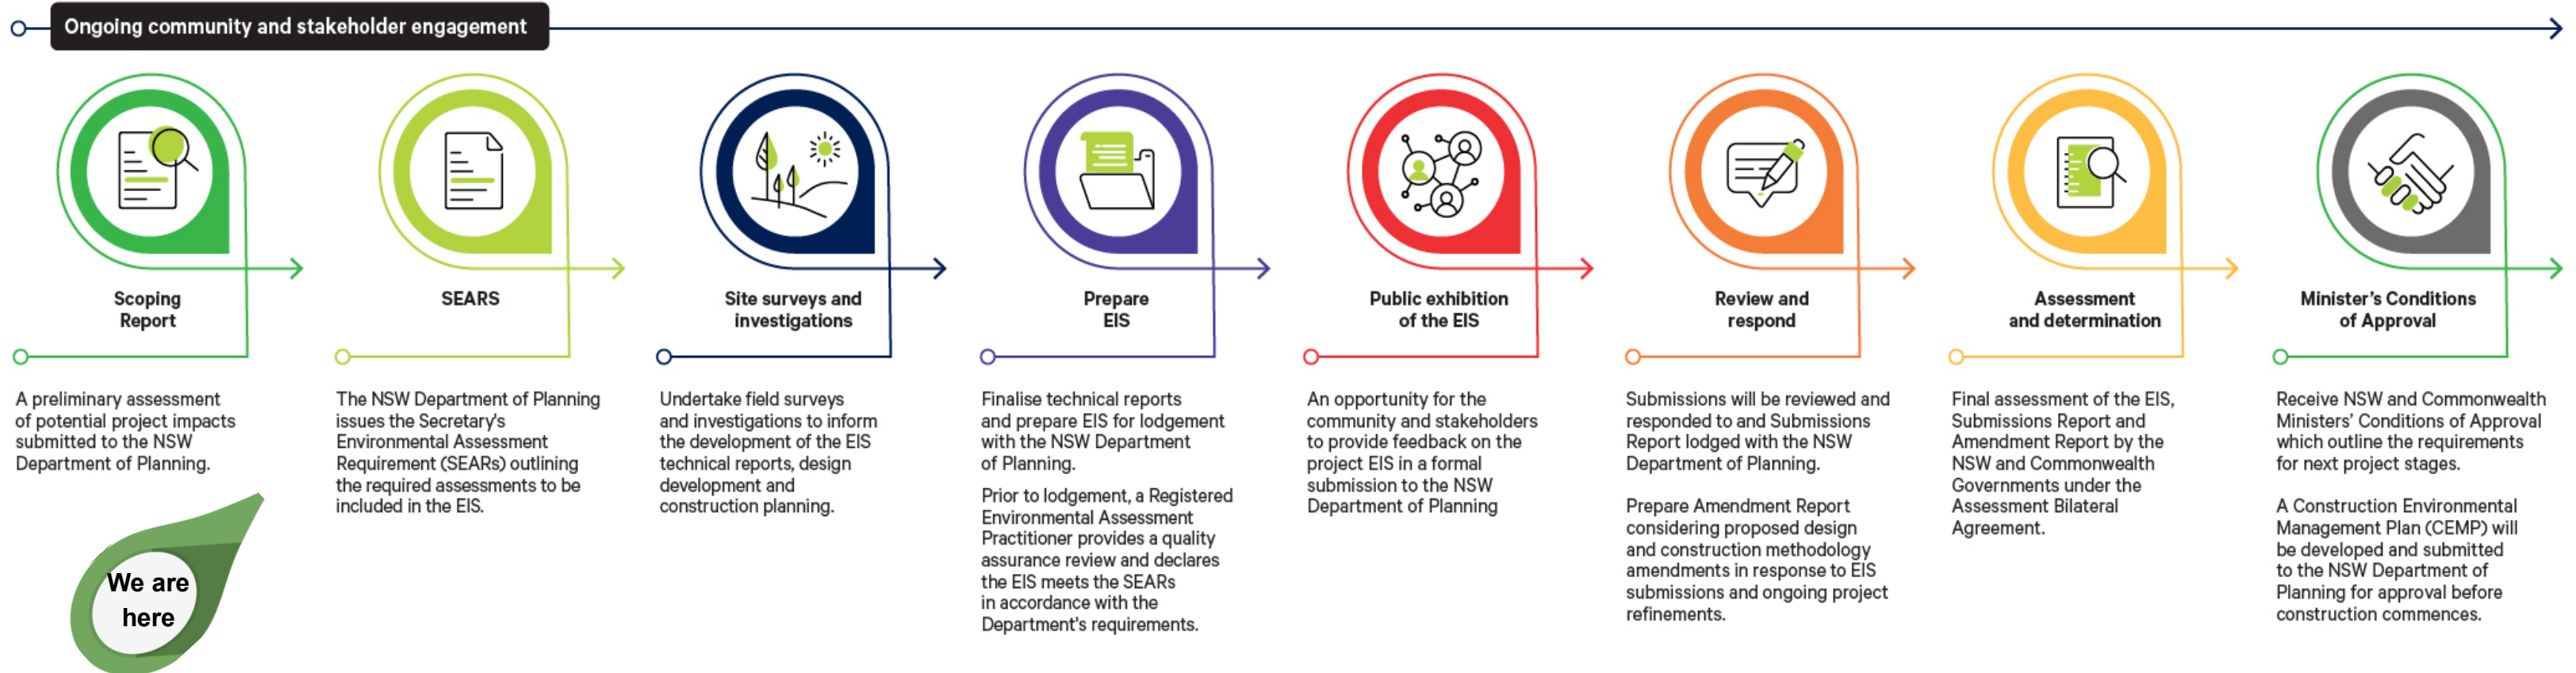 Ongoing community and stakeholder engagement
Scoping
Report
A preliminary assessment
of potential project impacts
submitted to the NSW
Department of Planning.
We are
here
SEARS
The NSW Department of Planning
issues the Secretary's
Environmental Assessment
Requirement (SEARs) outlining
the required assessments to be
included in the EIS.
Site surveys and
investigations
Undertake field surveys
and investigations to inform
the development of the EIS
technical reports, design
development and
construction planning.
Prepare
EIS
Finalise technical reports
and prepare EIS for lodgement
with the NSW Department
of Planning.
Prior to lodgement, a Registered
Environmental Assessment
Practitioner provides a quality
assurance review and declares
the EIS meets the SEARs
in accordance with the
Department's requirements.
Public exhibition
of the EIS
An opportunity for the
community and stakeholders
to provide feedback on the
project EIS in a formal
submission to the NSW
Department of Planning
Review and
respond
Submissions will be reviewed and
responded to and Submissions
Report lodged with the NSW
Department of Planning.
Prepare Amendment Report
considering proposed design
and construction methodology
amendments in response to EIS
submissions and ongoing project
refinements.
Assessment
and determination
Final assessment of the EIS,
Submissions Report and
Amendment Report by the
NSW and Commonwealth
Governments under the
Assessment Bilateral
Agreement.
Minister's Conditions
of Approval
Receive NSW and Commonwealth
Ministers' Conditions of Approval
which outline the requirements
for next project stages.
A Construction Environmental
Management Plan (CEMP) will
be developed and submitted
to the NSW Department of
Planning for approval before
construction commences.